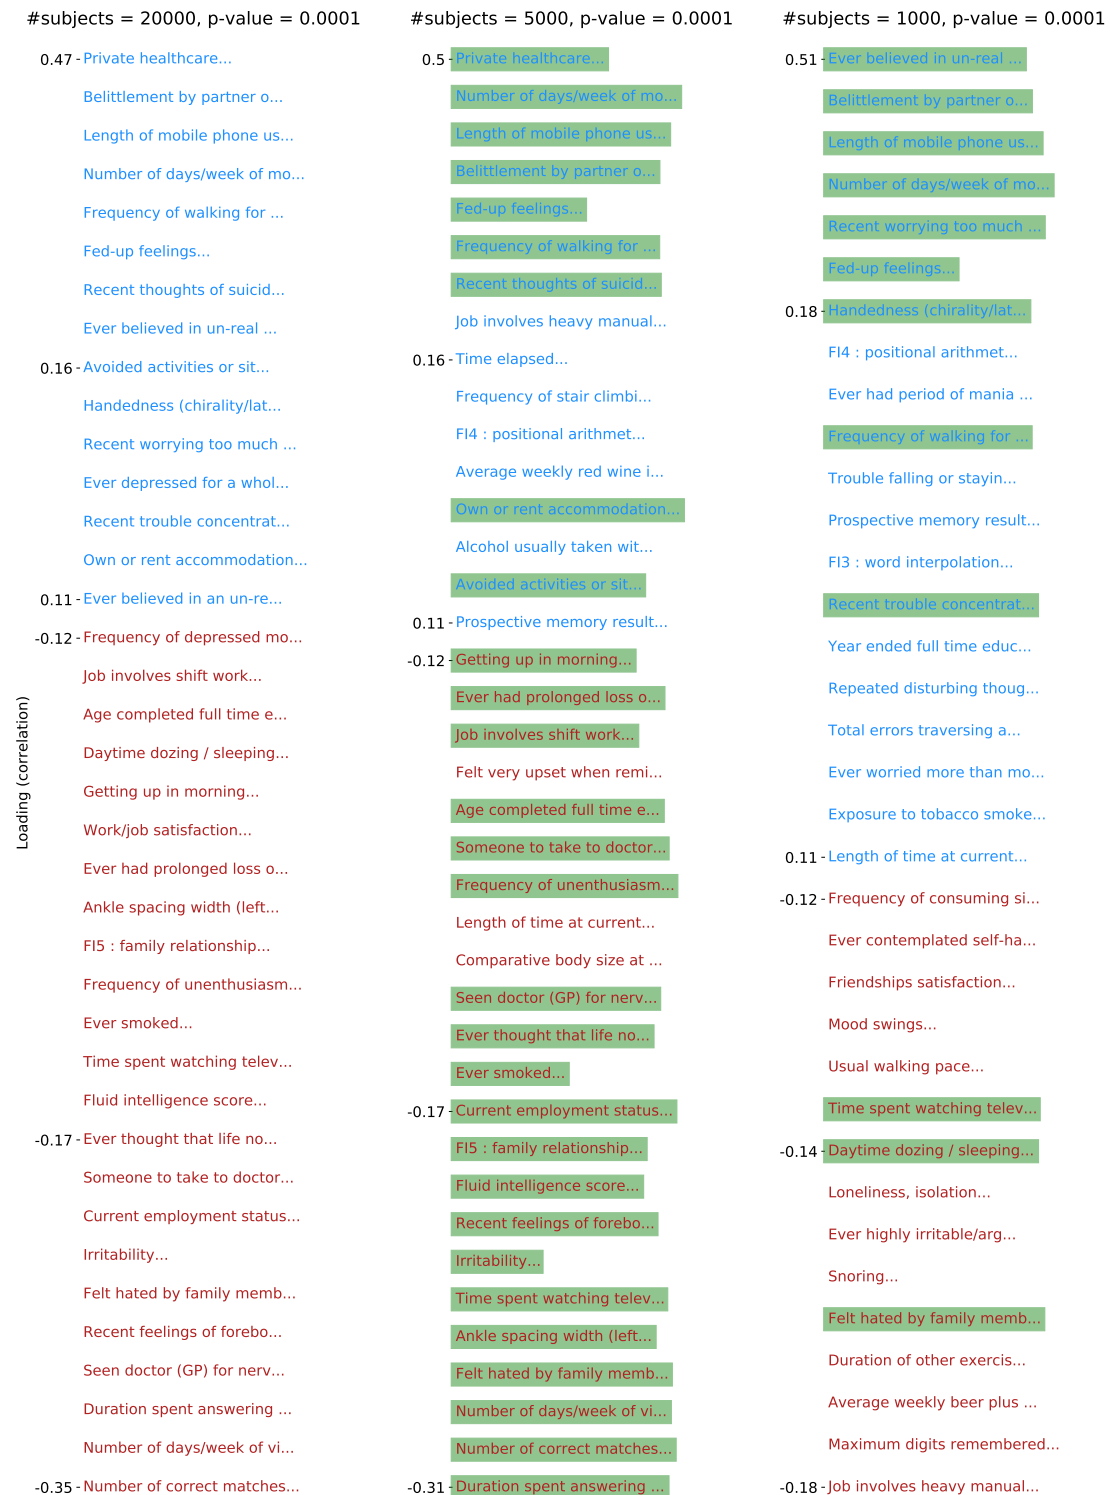 #subjects = 20000, p-value = 0.0001
0.47
Private healthcare...
Belittlement by partner o...
Length of mobile phone us...
Number of days/week of mo...
Frequency of walking for ...
Fed-up feelings...
Recent thoughts of suicid...
Ever believed in un-real ...
0.16
Avoided activities or sit...
Handedness (chirality/lat...
Recent worrying too much ...
Ever depressed for a whol...
Recent trouble concentrat...
Own or rent accommodation...
0.11
Ever believed in an un-re...
-0.12
Frequency of depressed mo...
Job involves shift work...
Age completed full time e...
Daytime dozing / sleeping...
Getting up in morning...
Work/job satisfaction...
Ever had prolonged loss o...
Ankle spacing width (left...
FI5 : family relationship...
Frequency of unenthusiasm...
Ever smoked...
Time spent watching telev...
Fluid intelligence score...
-0.17
Ever thought that life no...
Someone to take to doctor...
Current employment status...
Irritability...
Felt hated by family memb...
Recent feelings of forebo...
Seen doctor (GP) for nerv...
Duration spent answering ...
Number of days/week of vi...
-0.35
Number of correct matches...
Loading (correlation)
#subjects = 5000, p-value = 0.0001
0.5
Private healthcare...
Number of days/week of mo...
Length of mobile phone us...
Belittlement by partner o...
Fed-up feelings...
Frequency of walking for ...
Recent thoughts of suicid...
Job involves heavy manual...
0.16
Time elapsed...
Frequency of stair climbi...
FI4 : positional arithmet...
Average weekly red wine i...
Own or rent accommodation...
Alcohol usually taken wit...
Avoided activities or sit...
0.11
Prospective memory result...
-0.12
Getting up in morning...
Ever had prolonged loss o...
Job involves shift work...
Felt very upset when remi...
Age completed full time e...
Someone to take to doctor...
Frequency of unenthusiasm...
Length of time at current...
Comparative body size at ...
Seen doctor (GP) for nerv...
Ever thought that life no...
Ever smoked...
-0.17
Current employment status...
FI5 : family relationship...
Fluid intelligence score...
Recent feelings of forebo...
Irritability...
Time spent watching telev...
Ankle spacing width (left...
Felt hated by family memb...
Number of days/week of vi...
Number of correct matches...
-0.31
Duration spent answering ...
#subjects = 1000, p-value = 0.0001
0.51
Ever believed in un-real ...
Belittlement by partner o...
Length of mobile phone us...
Number of days/week of mo...
Recent worrying too much ...
Fed-up feelings...
0.18
Handedness (chirality/lat...
FI4 : positional arithmet...
Ever had period of mania ...
Frequency of walking for ...
Trouble falling or stayin...
Prospective memory result...
FI3 : word interpolation...
Recent trouble concentrat...
Year ended full time educ...
Repeated disturbing thoug...
Total errors traversing a...
Ever worried more than mo...
Exposure to tobacco smoke...
0.11
Length of time at current...
-0.12
Frequency of consuming si...
Ever contemplated self-ha...
Friendships satisfaction...
Mood swings...
Usual walking pace...
Time spent watching telev...
-0.14
Daytime dozing / sleeping...
Loneliness, isolation...
Ever highly irritable/arg...
Snoring...
Felt hated by family memb...
Duration of other exercis...
Average weekly beer plus ...
Maximum digits remembered...
-0.18
Job involves heavy manual...